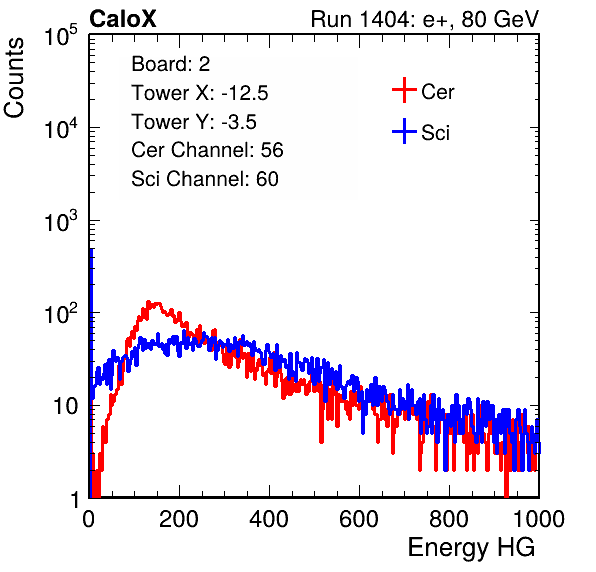 CaloX Run 1404: e+, 80 GeV
Counts
10^5
10^4
10^3
10^2
10
1
Board: 2
Tower X: -12.5
Tower Y: -3.5
Cer Channel: 56
Sci Channel: 60
Cer
Sci
0 200 400 600 800 1000
Energy HG